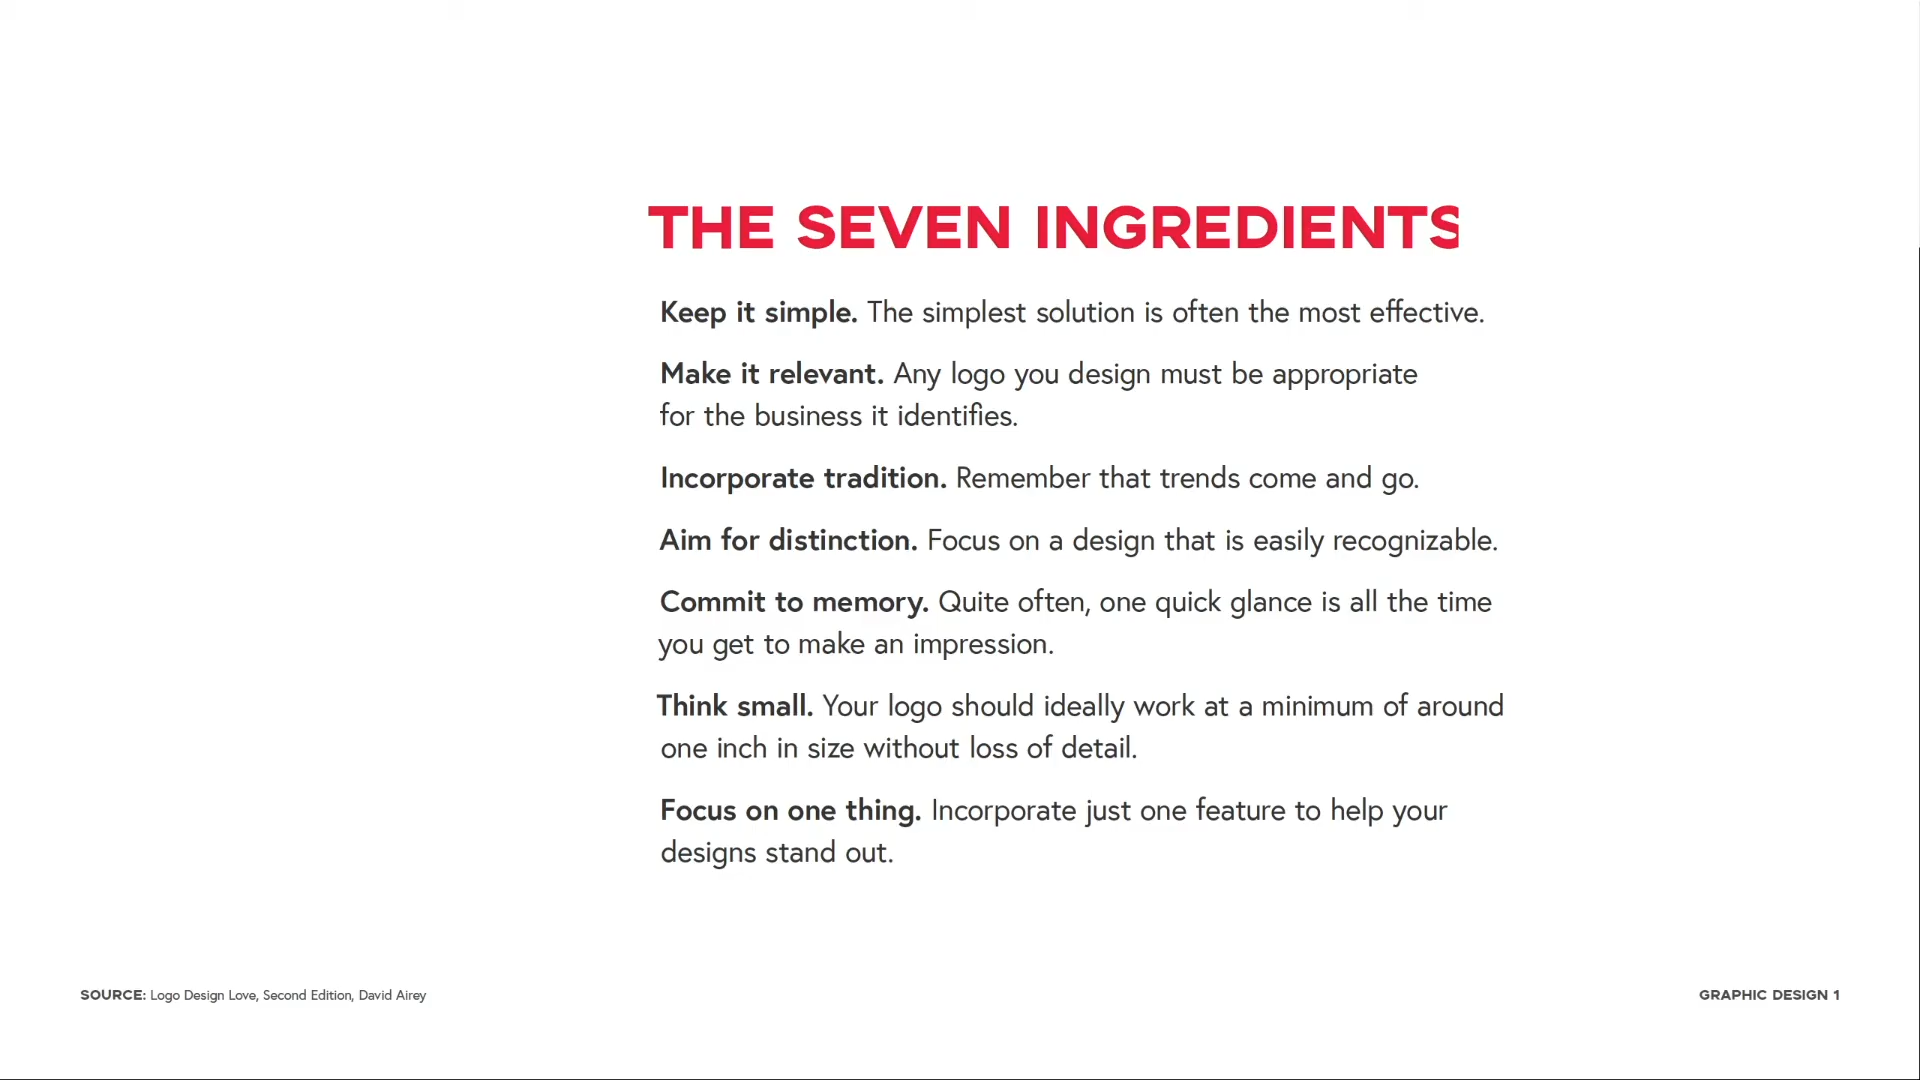 THE SEVEN INGREDIENTS
Keep it simple. The simplest solution is often the most effective.
Make it relevant. Any logo you design must be appropriate
for the business it identifies.
Incorporate tradition. Remember that trends come and go.
Aim for distinction. Focus on a design that is easily recognizable.
Commit to memory. Quite often, one quick glance is all the time
you get to make an impression.
Think small. Your logo should ideally work at a minimum of around
one inch in size without loss of detail.
Focus on one thing. Incorporate just one feature to help your
designs stand out.
SOURCE: Logo Design Love, Second Edition, David Airey
GRAPHIC DESIGN 1